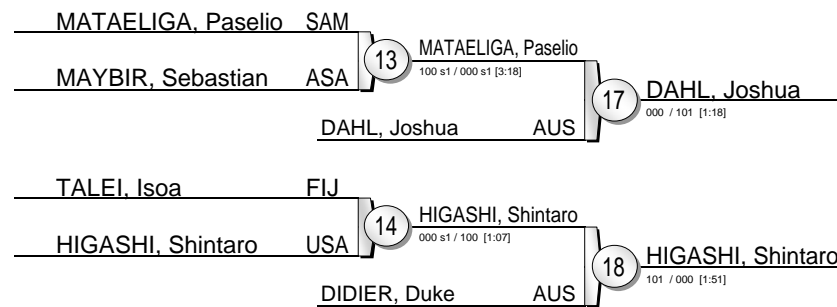 MATAELIGA, Paselio SAM
13
MATAELIGA, Paselio
100 s1 / 000 s1 [3:18]
MAYBIR, Sebastian ASA
17
DAHL, Joshua
000 / 101 [1:18]
DAHL, Joshua AUS
TALEI, Isoa FIJ
14
HIGASHI, Shintaro
000 s1 / 100 [1:07]
HIGASHI, Shintaro USA
18
HIGASHI, Shintaro
101 / 000 [1:51]
DIDIER, Duke AUS